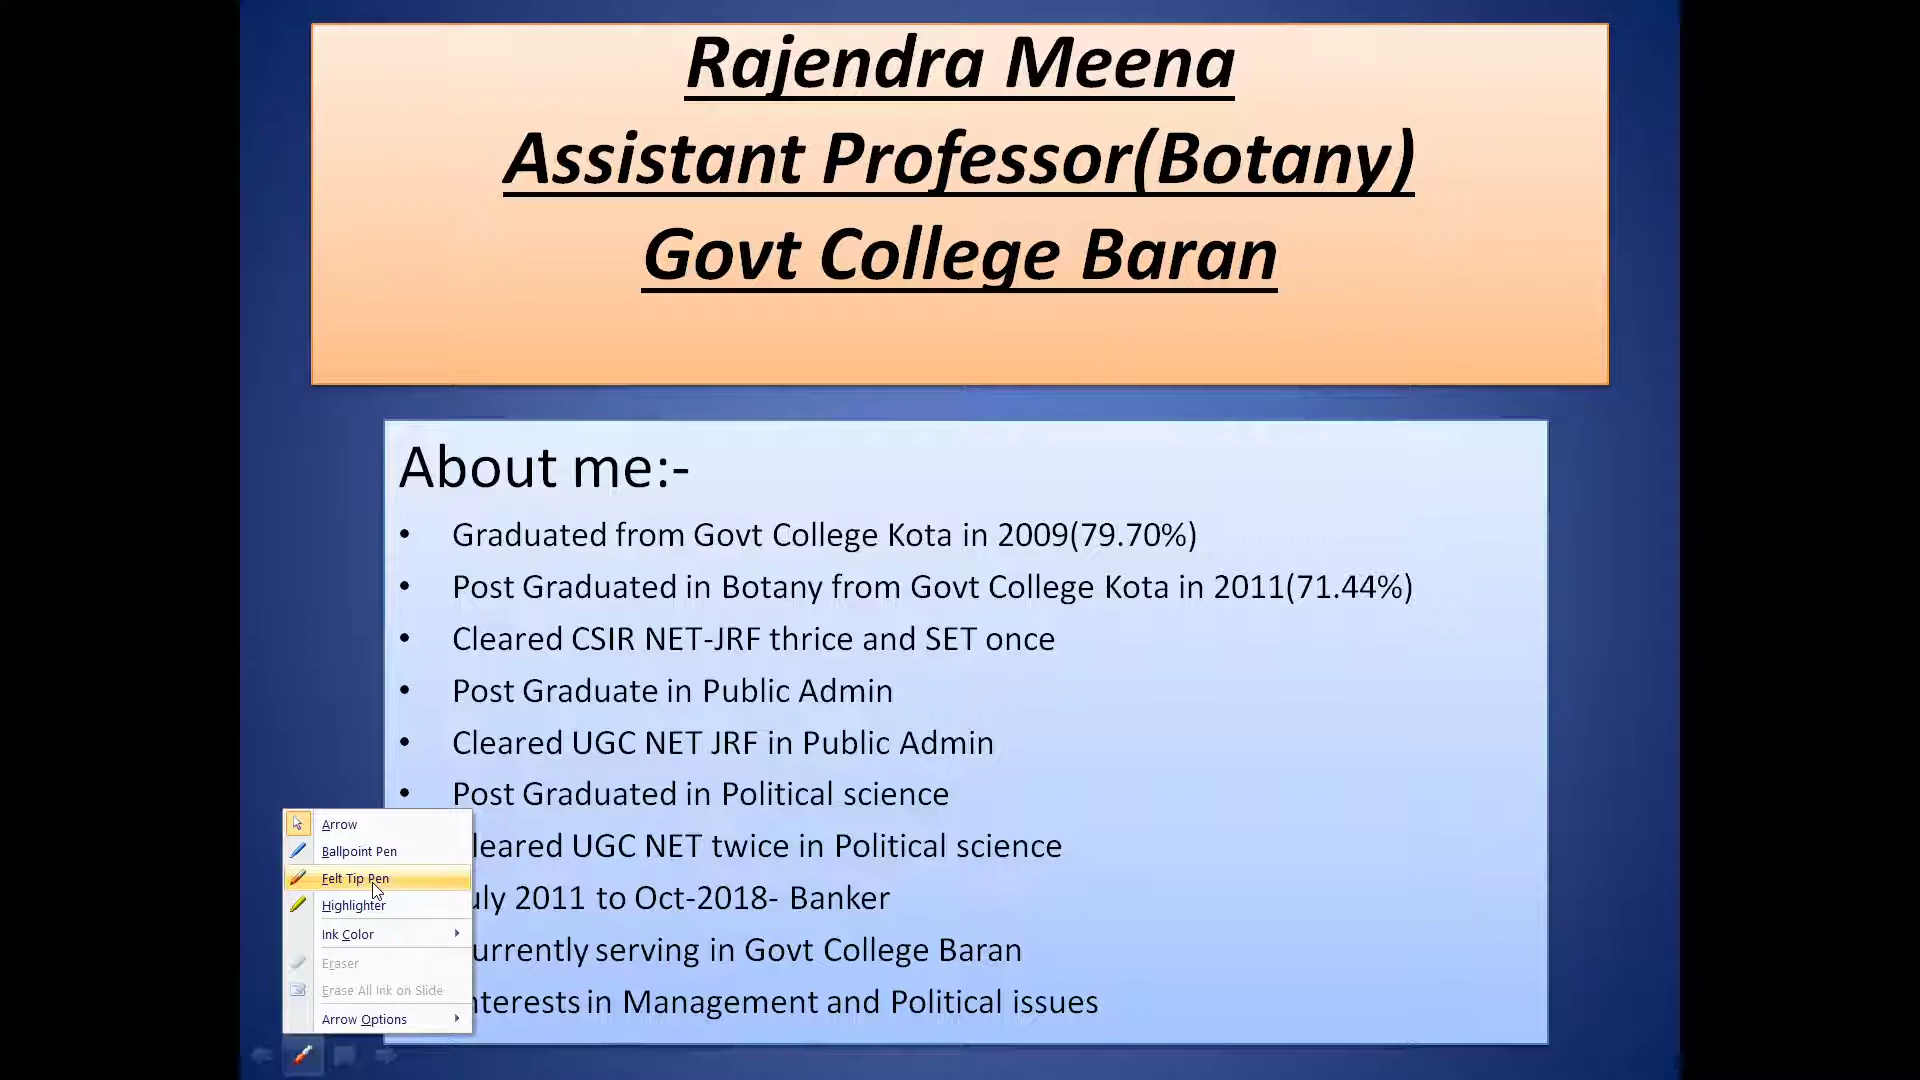 Rajendra Meena
Assistant Professor(Botany)
Govt College Baran
About me:-
• Graduated from Govt College Kota in 2009(79.70%)
• Post Graduated in Botany from Govt College Kota in 2011(71.44%)
• Cleared CSIR NET-JRF thrice and SET once
• Post Graduate in Public Admin
• Cleared UGC NET JRF in Public Admin
• Post Graduated in Political science
leared UGC NET twice in Political science
uly 2011 to Oct-2018- Banker
urrently serving in Govt College Baran
nterests in Management and Political issues
Arrow
Ballpoint Pen
Felt Tip Pen
Highlighter
Ink Color
Eraser
Erase All Ink on Slide
Arrow Options